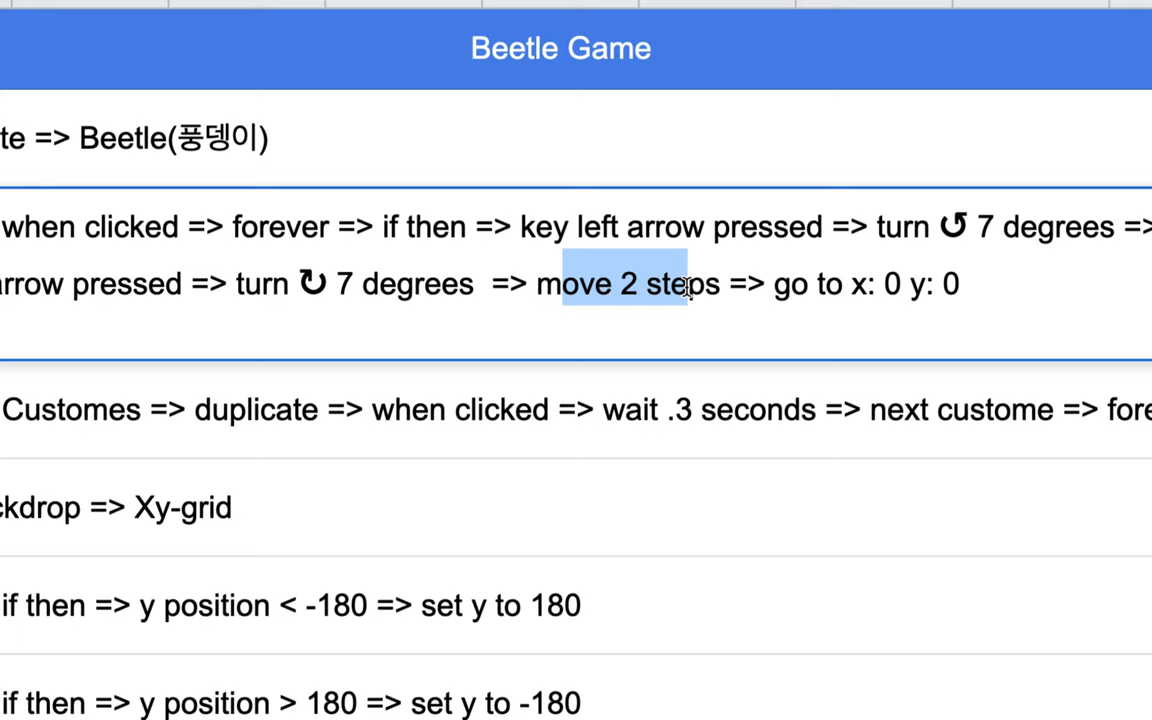 Beetle Game
te => Beetle(풍뎅이)
when clicked => forever => if then => key left arrow pressed => turn ↺ 7 degrees =>
arrow pressed => turn ↻ 7 degrees  => move 2 steps => go to x: 0 y: 0
Customes => duplicate => when clicked => wait .3 seconds => next custome => fore
ckdrop => Xy-grid
if then => y position < -180 => set y to 180
if then => y position > 180 => set y to -180